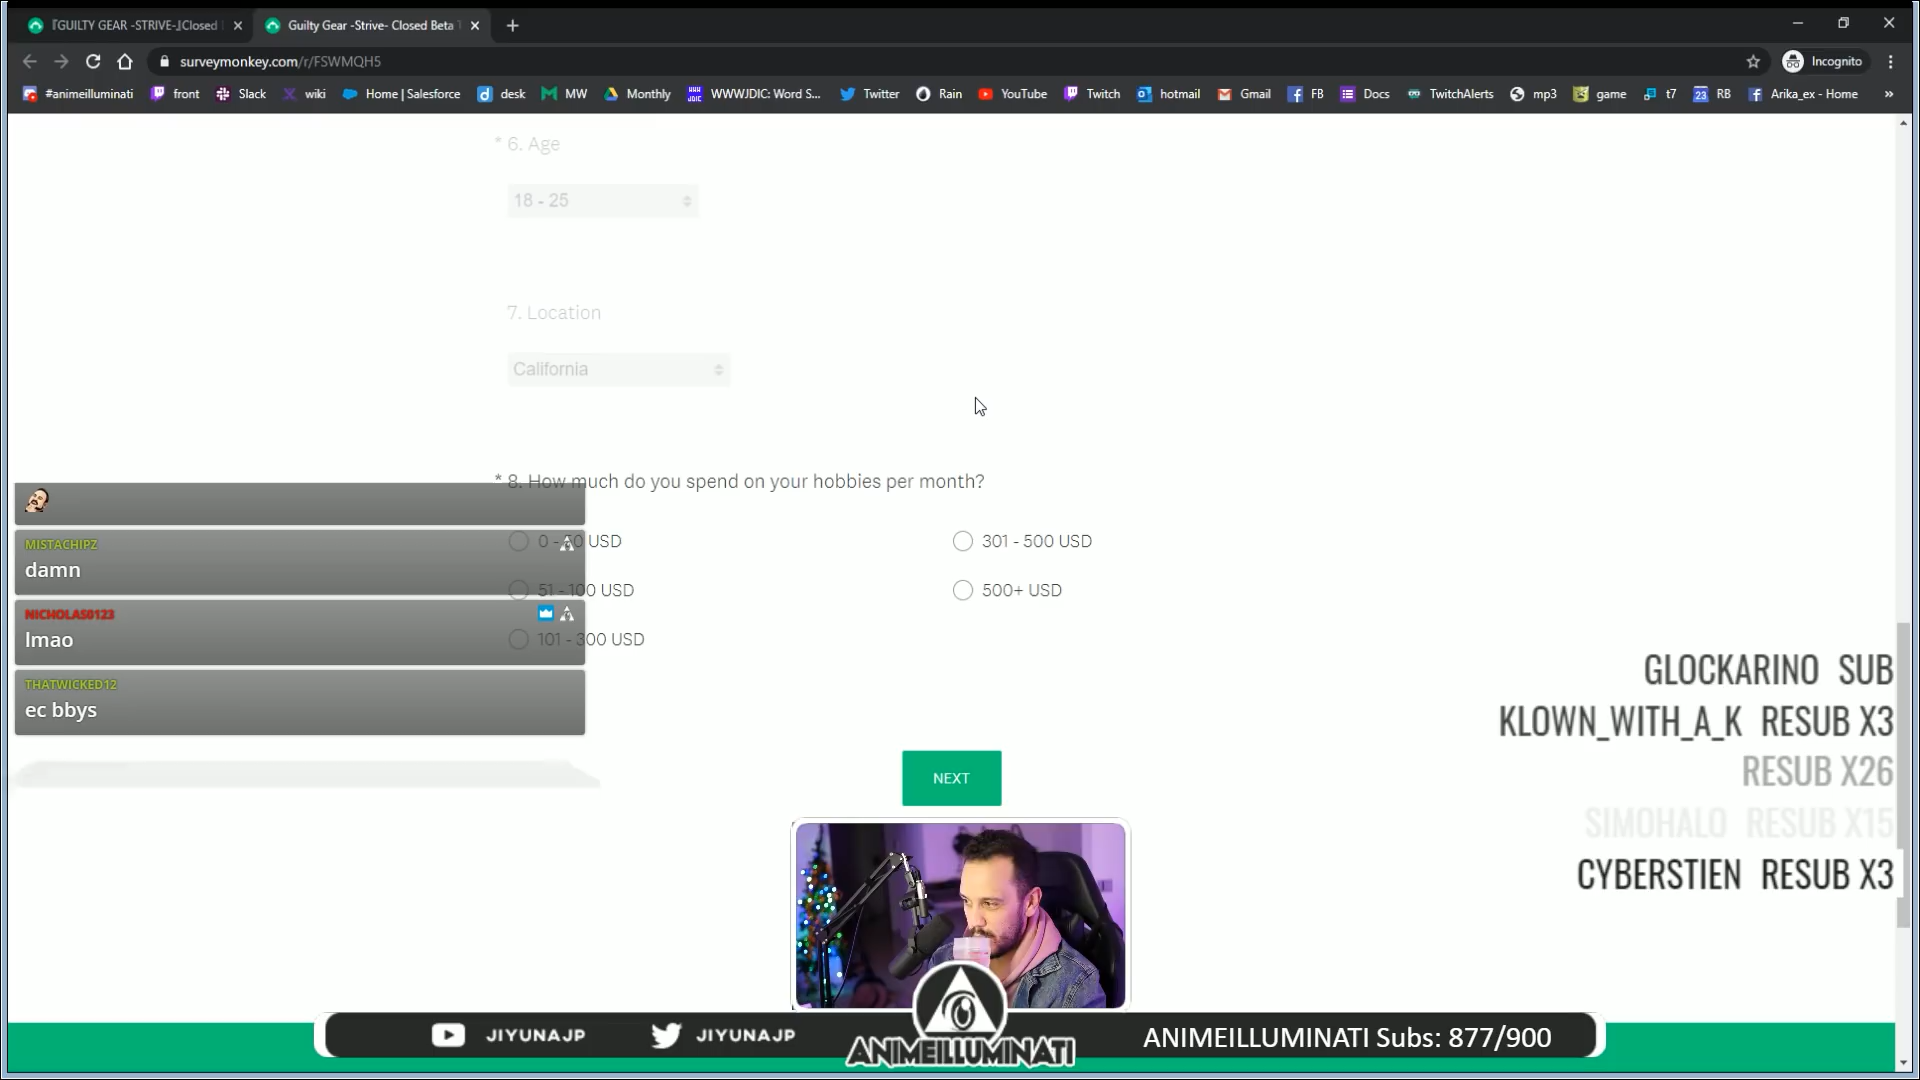 『GUILTY GEAR -STRIVE-』Closed
Guilty Gear -Strive- Closed Beta
surveymonkey.com/r/FSWMQH5
Incognito
#animeilluminati
front
Slack
wiki
Home | Salesforce
desk
MW
Monthly
WWWJDIC: Word S...
Twitter
Rain
YouTube
Twitch
hotmail
Gmail
FB
Docs
TwitchAlerts
mp3
game
t7
23
RB
Arika_ex - Home
* 6. Age
18 - 25
7. Location
California
* 8. How much do you spend on your hobbies per month?
0 - 50 USD
301 - 500 USD
51 - 100 USD
500+ USD
101 - 300 USD
MISTACHIPZ
damn
NICHOLAS0123
lmao
THATWICKED12
ec bbys
NEXT
GLOCKARINO SUB
KLOWN_WITH_A_K RESUB X3
RESUB X26
SIMOHALO RESUB X15
CYBERSTIEN RESUB X3
JIYUNAJP
JIYUNAJP
ANIMEILLUMINATI
ANIMEILLUMINATI Subs: 877/900